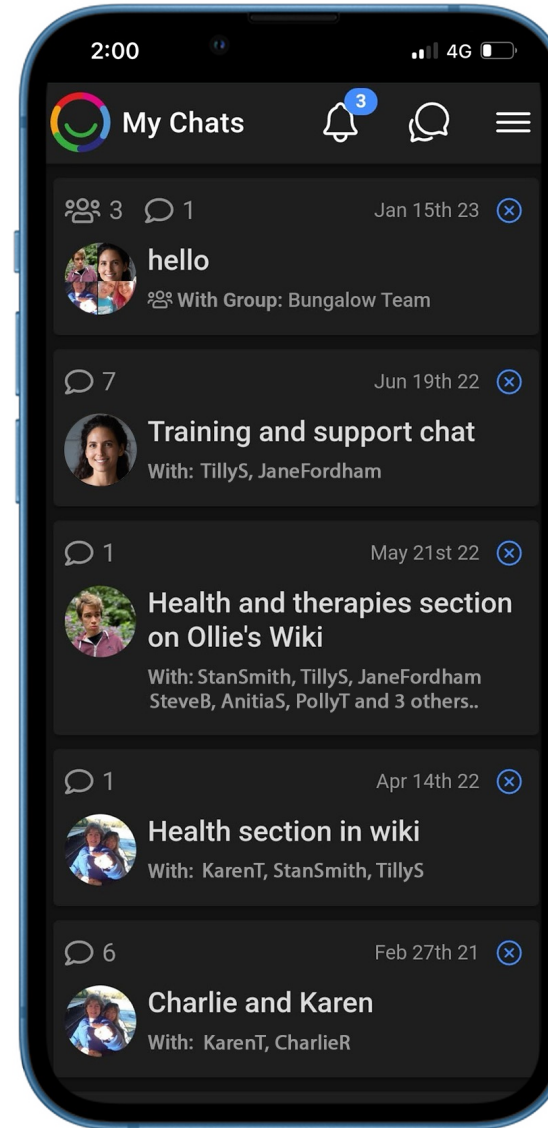 2:00
4G
3
My Chats
3 1 Jan 15th 23
hello
With Group: Bungalow Team
7 Jun 19th 22
Training and support chat
With: TillyS, JaneFordham
1 May 21st 22
Health and therapies section
on Ollie's Wiki
With: StanSmith, TillyS, JaneFordham
SteveB, AnitiaS, PollyT and 3 others..
1 Apr 14th 22
Health section in wiki
With: KarenT, StanSmith, TillyS
6 Feb 27th 21
Charlie and Karen
With: KarenT, CharlieR